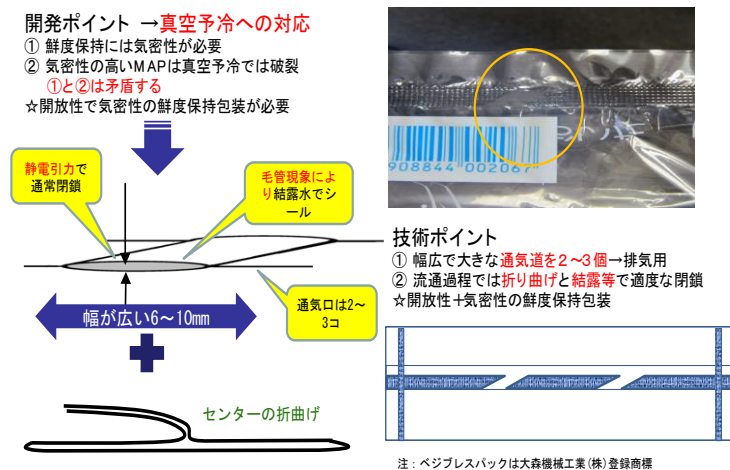 開発ポイント →真空予冷への対応
① 鮮度保持には気密性が必要
② 気密性の高いMAPは真空予冷では破裂
①と②は矛盾する
☆開放性で気密性の鮮度保持包装が必要
静電引力で
通常閉鎖
毛管現象によ
り結露水でシ
ール
通気口は2～
3コ
幅が広い6～10mm
センターの折曲げ
908844 002067
技術ポイント
① 幅広で大きな通気道を２～３個→排気用
② 流通過程では折り曲げと結露等で適度な閉鎖
☆開放性＋気密性の鮮度保持包装
注：ベジブレスパックは大森機械工業(株)登録商標